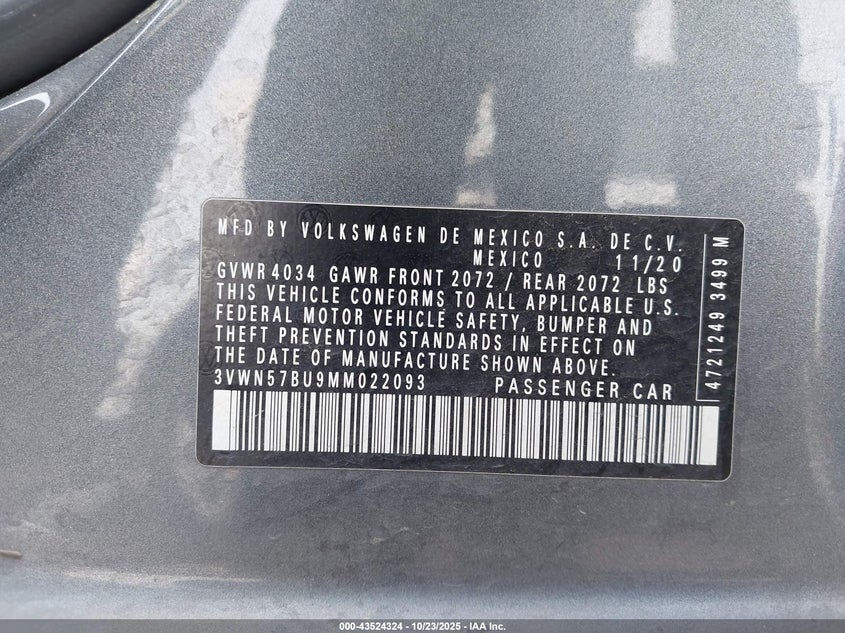 MFD BY VOLKSWAGEN DE MEXICO S.A. DE C.V.
MEXICO 11/20
GVWR 4034 GAWR FRONT 2072 / REAR 2072 LBS
THIS VEHICLE CONFORMS TO ALL APPLICABLE U.S.
FEDERAL MOTOR VEHICLE SAFETY, BUMPER AND
THEFT PREVENTION STANDARDS IN EFFECT ON
THE DATE OF MANUFACTURE SHOWN ABOVE.
3VWN57BU9MM022093 PASSENGER CAR
4721249 3499 M
000-43524324 | 10/23/2025 - IAA Inc.